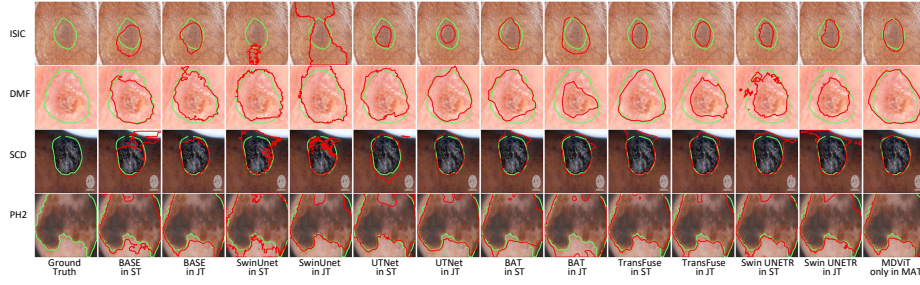 ISIC
DMF
SCD
PH2
Ground Truth
BASE in ST
BASE in JT
SwinUnet in ST
SwinUnet in JT
UTNet in ST
UTNet in JT
BAT in ST
BAT in JT
TransFuse in ST
TransFuse in JT
Swin UNETR in ST
Swin UNETR in JT
MDViT only in MAT